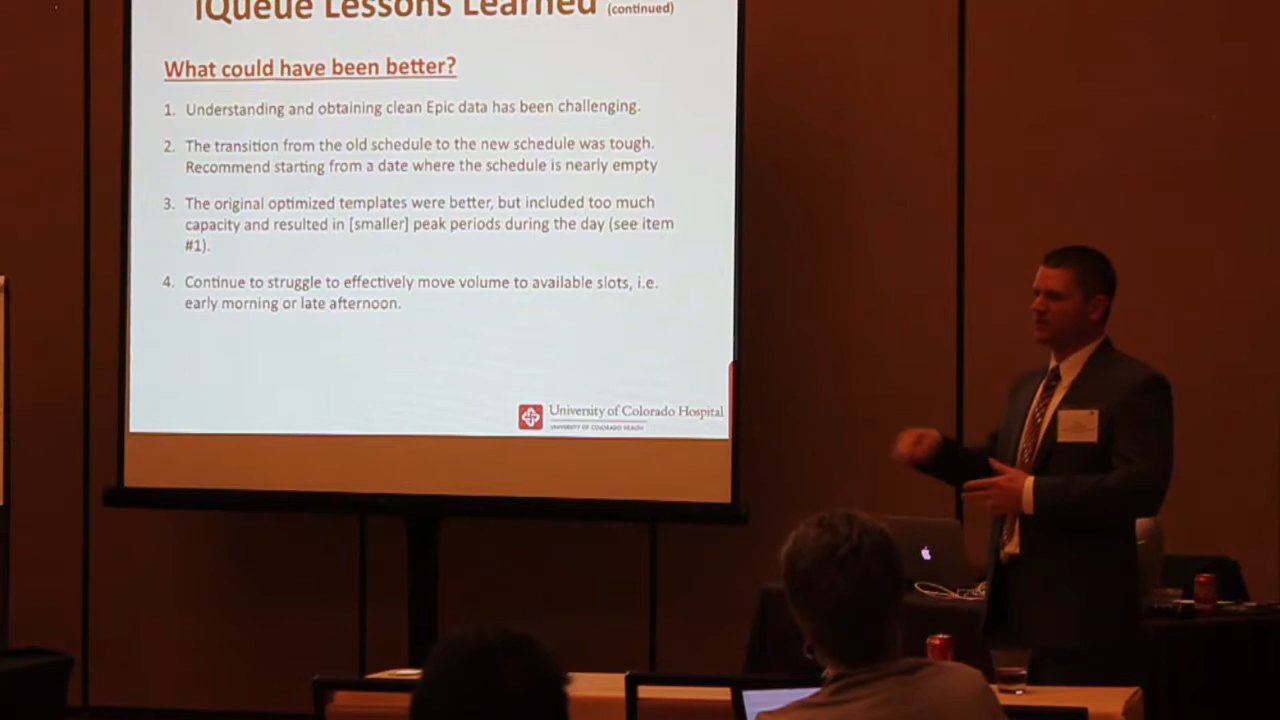 iQueue Lessons Learned (continued)
What could have been better?
1. Understanding and obtaining clean Epic data has been challenging.
2. The transition from the old schedule to the new schedule was tough.
Recommend starting from a date where the schedule is nearly empty
3. The original optimized templates were better, but included too much
capacity and resulted in [smaller] peak periods during the day (see item
#1).
4. Continue to struggle to effectively move volume to available slots, i.e.
early morning or late afternoon.
University of Colorado Hospital
UNIVERSITY OF COLORADO HEALTH